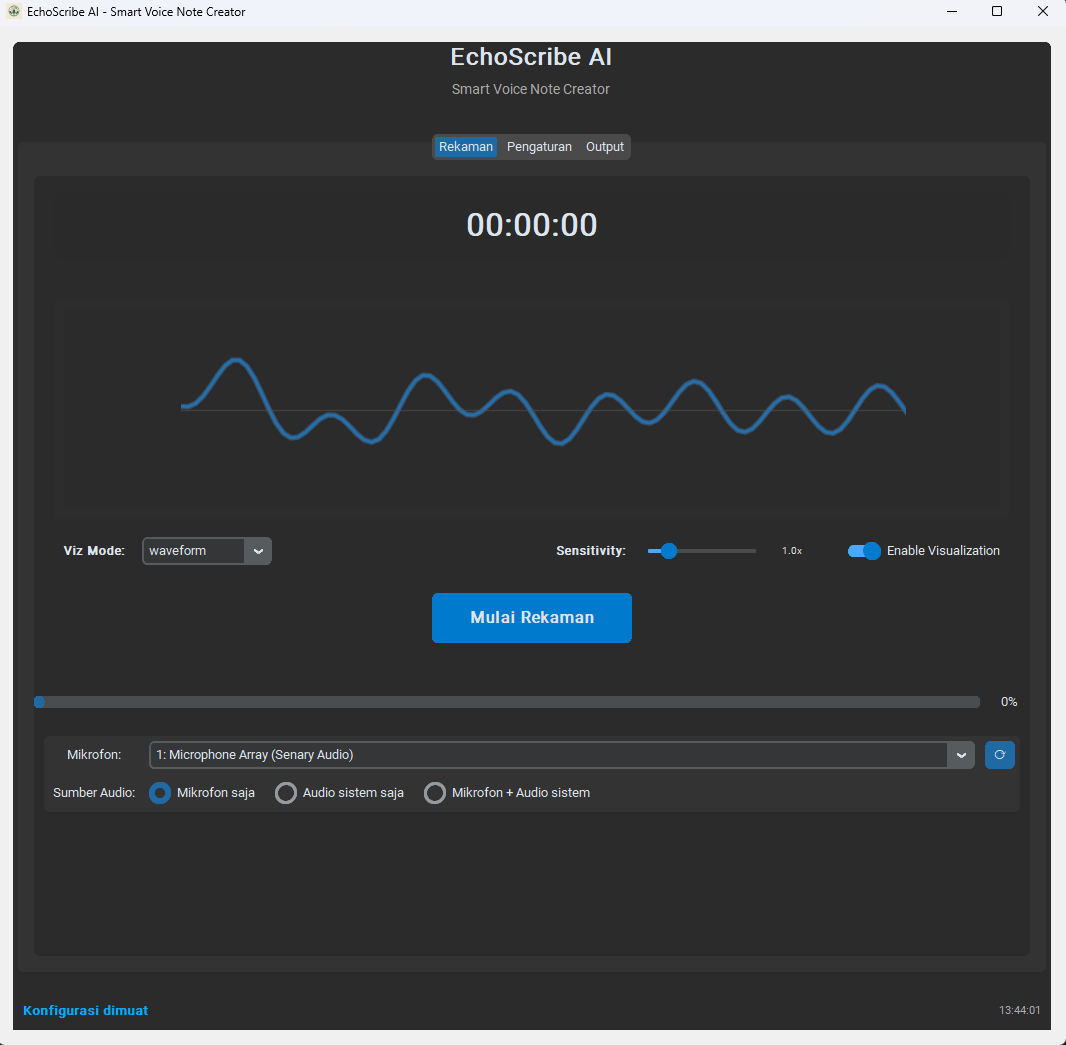 EchoScribe AI - Smart Voice Note Creator
EchoScribe AI
Smart Voice Note Creator
Rekaman Pengaturan Output
00:00:00
Viz Mode: waveform Sensitivity: 1.0x Enable Visualization
Mulai Rekaman
0%
Mikrofon: 1: Microphone Array (Senary Audio)
Sumber Audio: Mikrofon saja Audio sistem saja Mikrofon + Audio sistem
Konfigurasi dimuat 13:44:01